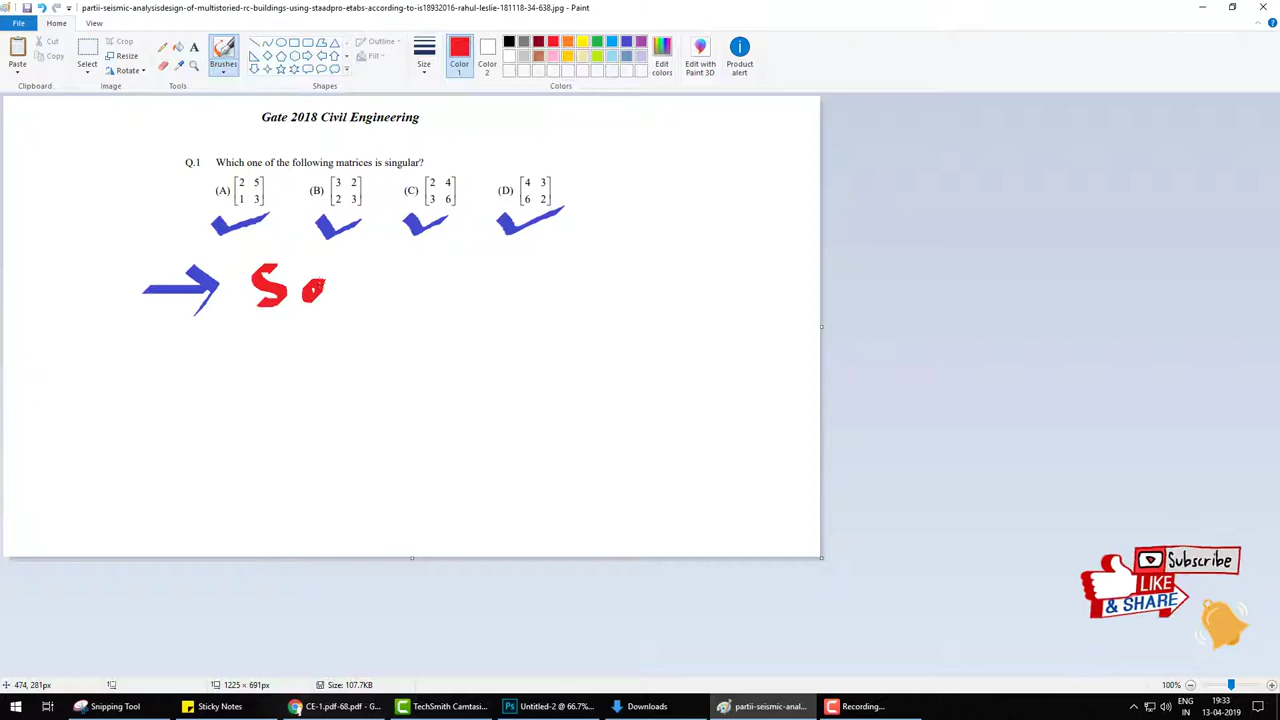 partii-seismic-analysisdesign-of-multistoried-rc-buildings-using-staadpro-etabs-according-to-is18932016-rahul-leslie-181118-34-638.jpg - Paint
File Home View
Paste
Cut
Copy
Clipboard
Select
Crop
Resize
Rotate
Image
A
Tools
Brushes
Outline
Fill
Shapes
Size
Color 1
Color 2
Edit colors
Edit with Paint 3D
Product alert
Colors
Gate 2018 Civil Engineering
Q.1 Which one of the following matrices is singular?
(A) [2 5 (B) [3 2 (C) [2 4 (D) [4 3
1 3] 2 3] 3 6] 6 2]
S o
Subscribe
LIKE
& SHARE
474, 281px 1225 × 691px Size: 107.7KB 100%
Snipping Tool Sticky Notes CE-1.pdf-68.pdf - G... TechSmith Camtasi... Untitled-2 @ 66.7%... Downloads partii-seismic-anal... Recording...
ENG
IN
19:33
13-04-2019